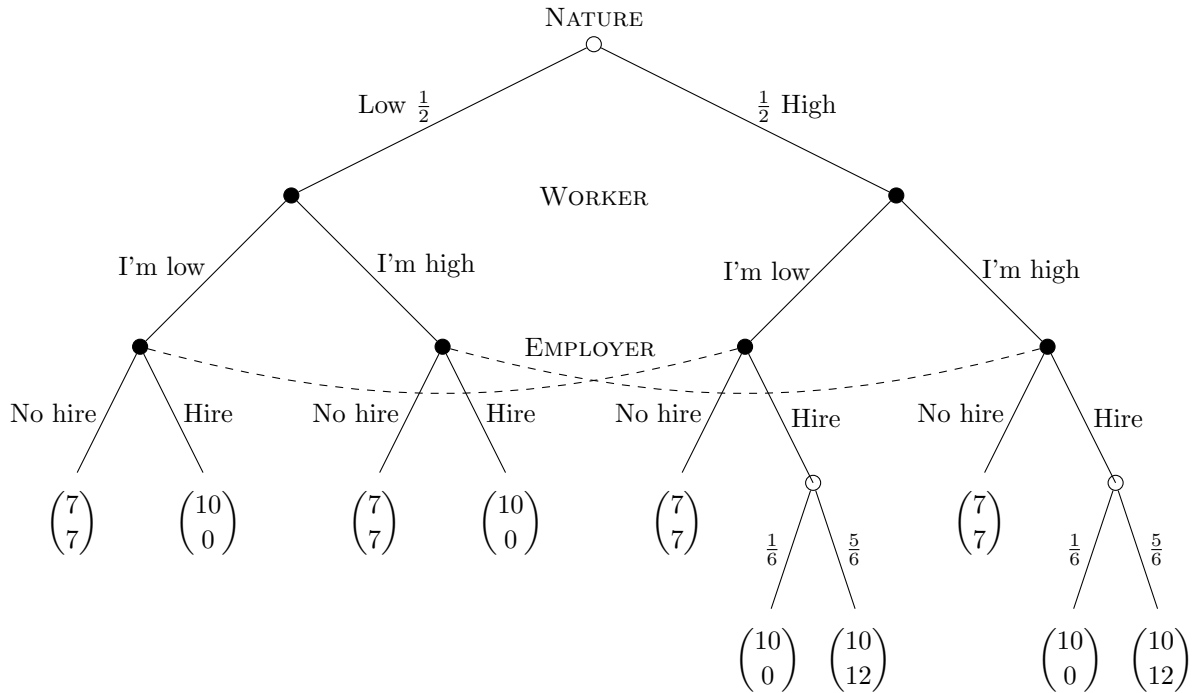 NATURE
Low 1/2
1/2 High
WORKER
I'm low
I'm high
I'm low
I'm high
EMPLOYER
No hire
Hire
No hire
Hire
No hire
Hire
No hire
Hire
(7 7)
(10 0)
(7 7)
(10 0)
(7 7)
(7 7)
1/6
5/6
1/6
5/6
(10 0)
(10 12)
(10 0)
(10 12)